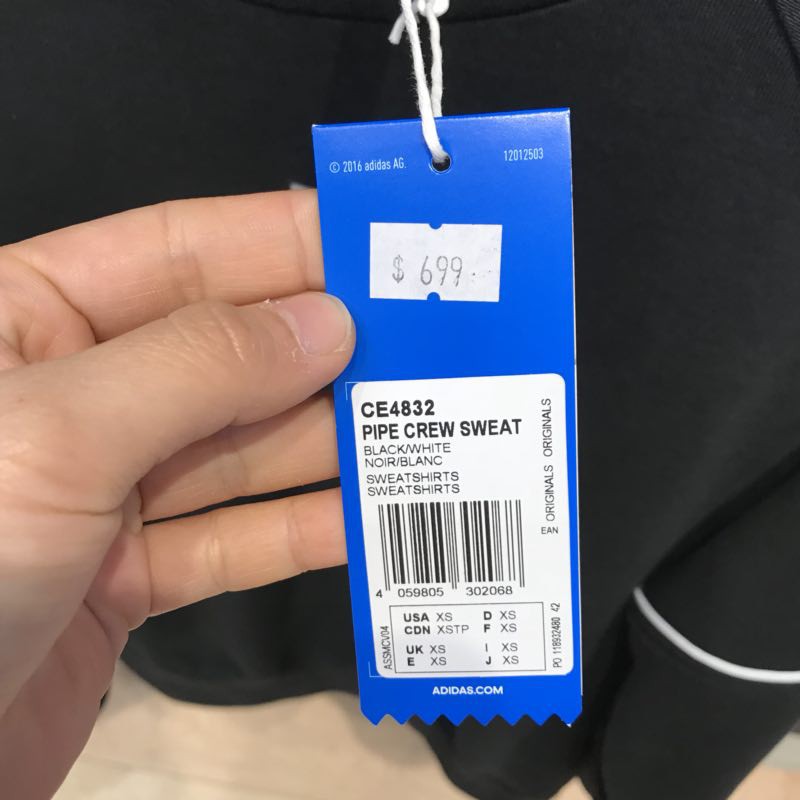 © 2016 adidas AG.
12012503
$ 699.
CE4832
PIPE CREW SWEAT
BLACK/WHITE
NOIR/BLANC
SWEATSHIRTS
SWEATSHIRTS
ORIGINALS ORIGINALS
EAN
4 059805 302068
ASSMCV04
USA XS D XS
CDN XSTP F XS
UK XS I XS
E XS J XS
PO 118932480 42
ADIDAS.COM